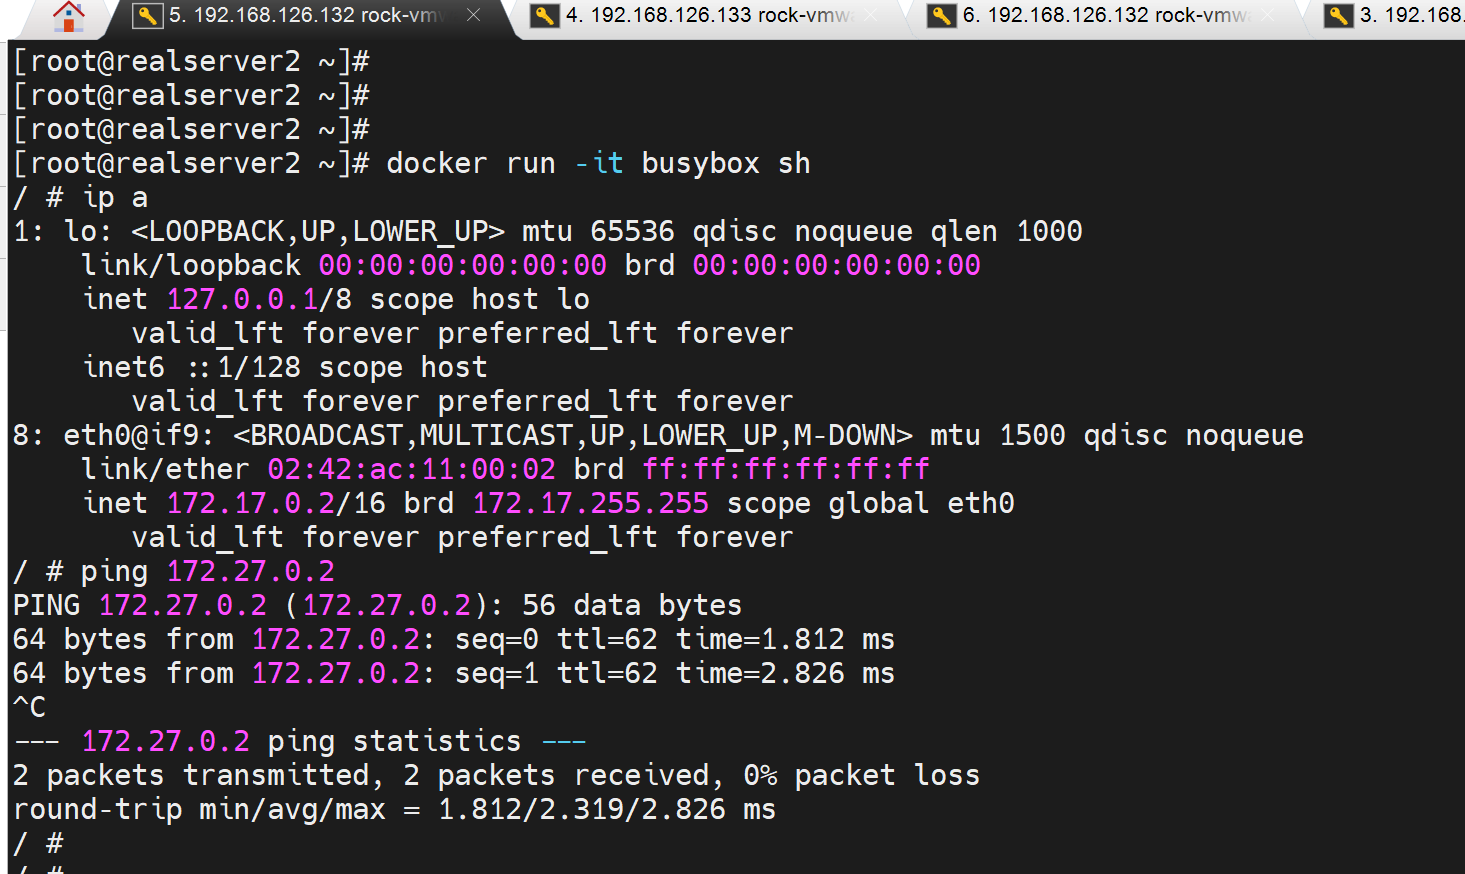 5. 192.168.126.132 rock-vmw
4. 192.168.126.133 rock-vmwa
6. 192.168.126.132 rock-vmwa
3. 192.168.
[root@realserver2 ~]#
[root@realserver2 ~]#
[root@realserver2 ~]#
[root@realserver2 ~]# docker run -it busybox sh
/ # ip a
1: lo: <LOOPBACK,UP,LOWER_UP> mtu 65536 qdisc noqueue qlen 1000
    link/loopback 00:00:00:00:00:00 brd 00:00:00:00:00:00
    inet 127.0.0.1/8 scope host lo
       valid_lft forever preferred_lft forever
    inet6 ::1/128 scope host
       valid_lft forever preferred_lft forever
8: eth0@if9: <BROADCAST,MULTICAST,UP,LOWER_UP,M-DOWN> mtu 1500 qdisc noqueue
    link/ether 02:42:ac:11:00:02 brd ff:ff:ff:ff:ff:ff
    inet 172.17.0.2/16 brd 172.17.255.255 scope global eth0
       valid_lft forever preferred_lft forever
/ # ping 172.27.0.2
PING 172.27.0.2 (172.27.0.2): 56 data bytes
64 bytes from 172.27.0.2: seq=0 ttl=62 time=1.812 ms
64 bytes from 172.27.0.2: seq=1 ttl=62 time=2.826 ms
^C
--- 172.27.0.2 ping statistics ---
2 packets transmitted, 2 packets received, 0% packet loss
round-trip min/avg/max = 1.812/2.319/2.826 ms
/ #
/ #